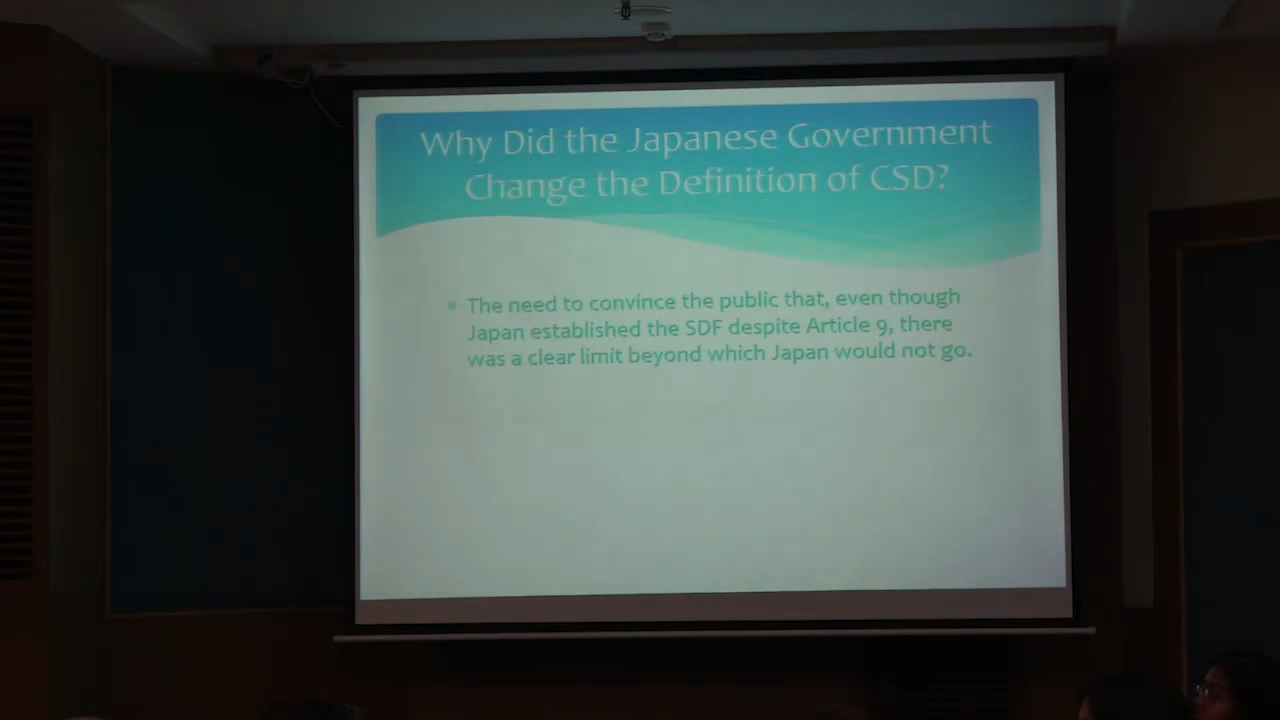 Why Did the Japanese Government
Change the Definition of CSD?
The need to convince the public that, even though
Japan established the SDF despite Article 9, there
was a clear limit beyond which Japan would not go.